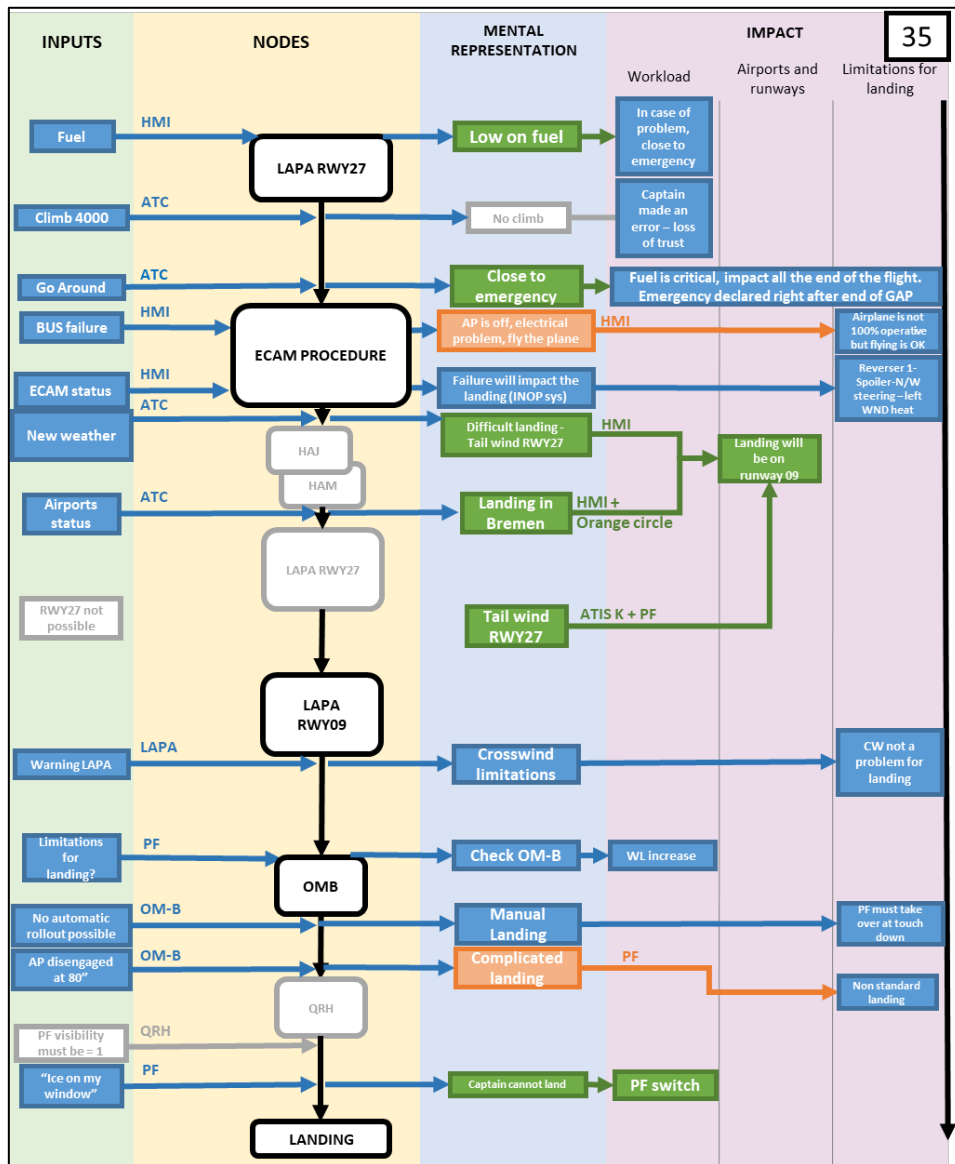 INPUTS
NODES
MENTAL
REPRESENTATION
IMPACT
35
Workload
Airports and
runways
Limitations for
landing
Fuel
HMI
LAPA RWY27
Low on fuel
In case of
problem,
close to
emergency
Climb 4000
ATC
No climb
Captain
made an
error – loss
of trust
Go Around
ATC
Close to
emergency
Fuel is critical, impact all the end of the flight.
Emergency declared right after end of GAP
BUS failure
HMI
ECAM PROCEDURE
AP is off, electrical
problem, fly the plane
HMI
Airplane is not
100% operative
but flying is OK
ECAM status
HMI
Failure will impact the
landing (INOP sys)
Reverser 1-
Spoiler-N/W
steering – left
WND heat
New weather
ATC
HAJ
HAM
Difficult landing -
Tail wind RWY27
HMI
Landing will
be on
runway 09
Airports
status
ATC
Landing in
Bremen
HMI +
Orange circle
LAPA RWY27
RWY27 not
possible
Tail wind
RWY27
ATIS K + PF
LAPA
RWY09
Warning LAPA
LAPA
Crosswind
limitations
CW not a
problem for
landing
Limitations
for
landing?
PF
OMB
Check OM-B
WL increase
No automatic
rollout possible
OM-B
Manual
Landing
PF must take
over at touch
down
AP disengaged
at 80”
OM-B
Complicated
landing
PF
Non standard
landing
QRH
PF visibility
must be = 1
QRH
“Ice on my
window”
PF
Captain cannot land
PF switch
LANDING